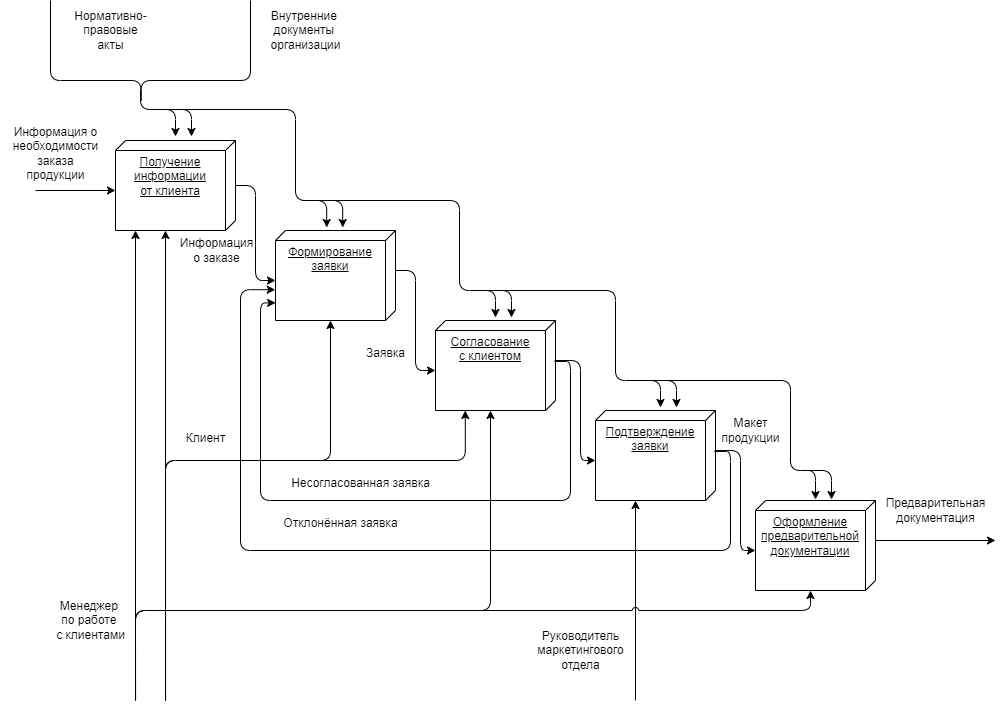 Нормативно-
правовые
акты
Внутренние
документы
организации
Информация о
необходимости
заказа
продукции
Получение
информации
от клиента
Информация
о заказе
Формирование
заявки
Заявка
Согласование
с клиентом
Клиент
Подтверждение
заявки
Макет
продукции
Несогласованная заявка
Отклонённая заявка
Оформление
предварительной
документации
Предварительная
документация
Менеджер
по работе
с клиентами
Руководитель
маркетингового
отдела